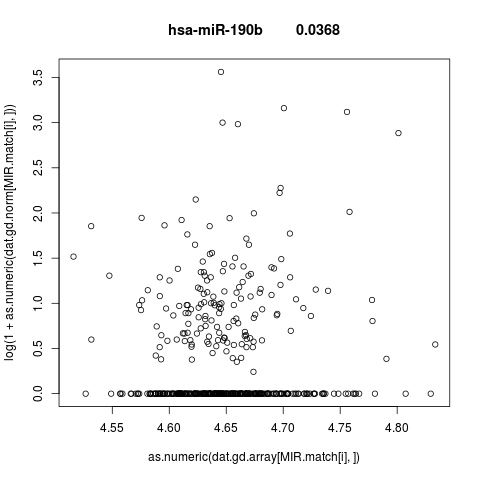 hsa-miR-190b 0.0368
log(1 + as.numeric(dat.gd.norm[MIR.match[i], ]))
3.5
3.0
2.5
2.0
1.5
1.0
0.5
0.0
4.55 4.60 4.65 4.70 4.75 4.80
as.numeric(dat.gd.array[MIR.match[i], ])